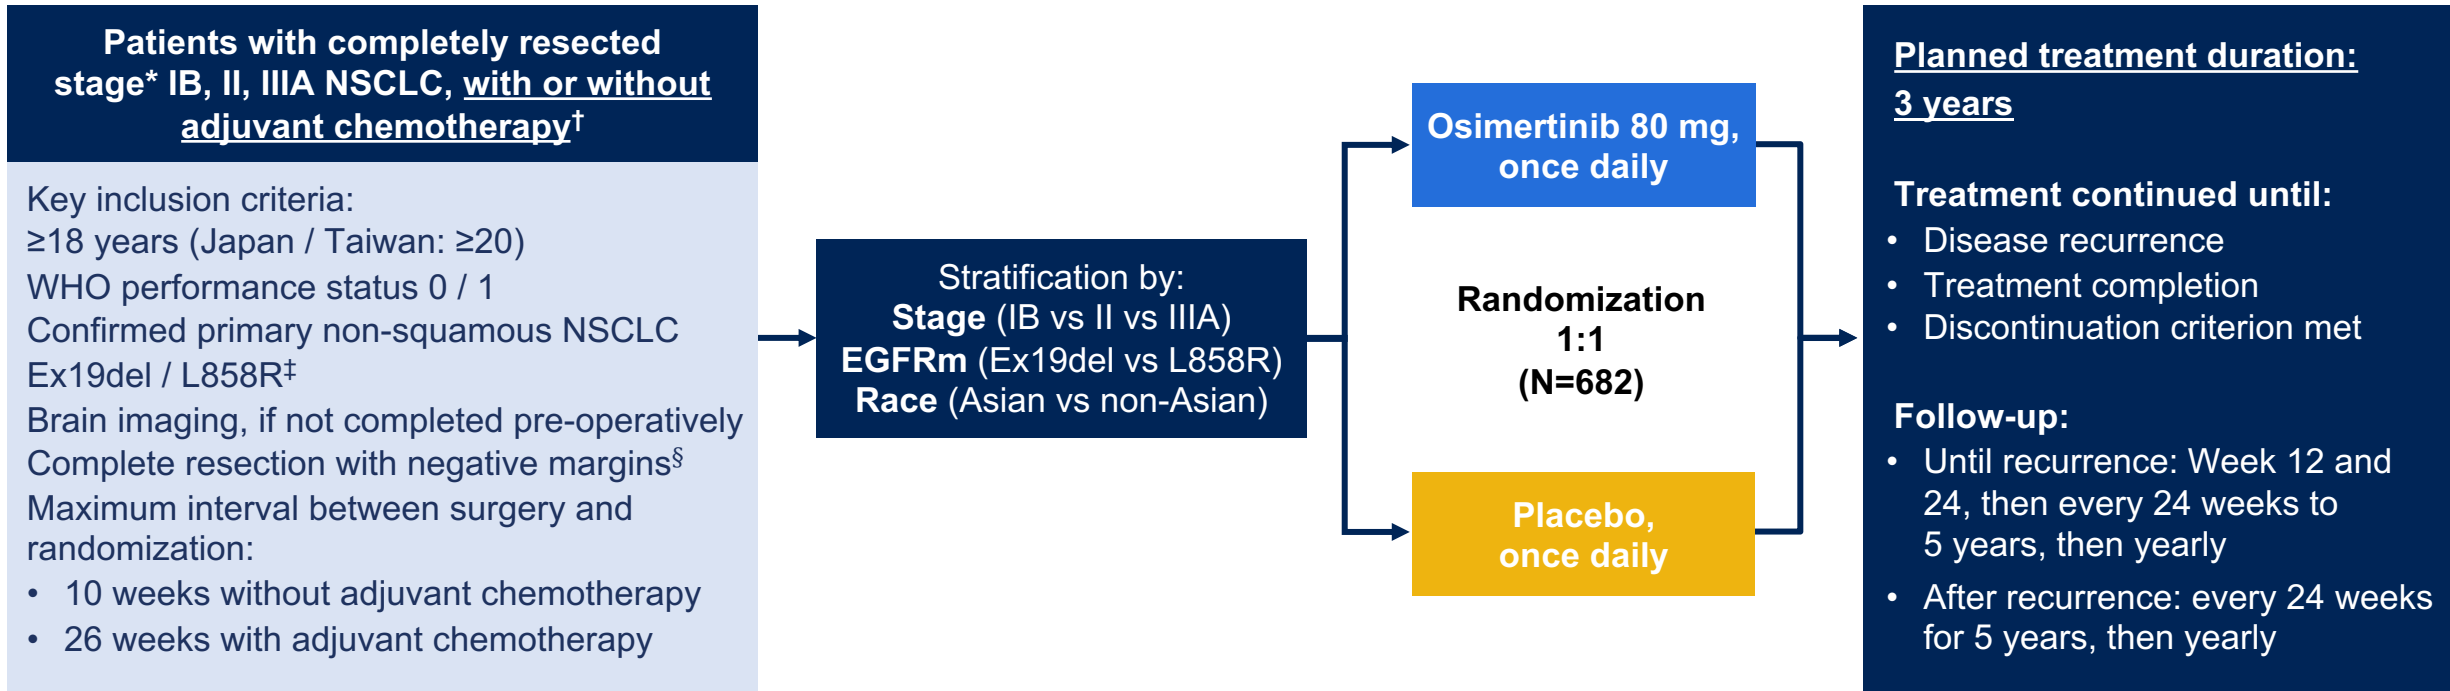 Patients with completely resected
stage* IB, II, IIIA NSCLC, with or without
adjuvant chemotherapy†
Key inclusion criteria:
≥18 years (Japan / Taiwan: ≥20)
WHO performance status 0 / 1
Confirmed primary non-squamous NSCLC
Ex19del / L858R‡
Brain imaging, if not completed pre-operatively
Complete resection with negative margins§
Maximum interval between surgery and
randomization:
• 10 weeks without adjuvant chemotherapy
• 26 weeks with adjuvant chemotherapy
Stratification by:
Stage (IB vs II vs IIIA)
EGFRm (Ex19del vs L858R)
Race (Asian vs non-Asian)
Osimertinib 80 mg,
once daily
Randomization
1:1
(N=682)
Placebo,
once daily
Planned treatment duration:
3 years
Treatment continued until:
• Disease recurrence
• Treatment completion
• Discontinuation criterion met
Follow-up:
• Until recurrence: Week 12 and
24, then every 24 weeks to
5 years, then yearly
• After recurrence: every 24 weeks
for 5 years, then yearly